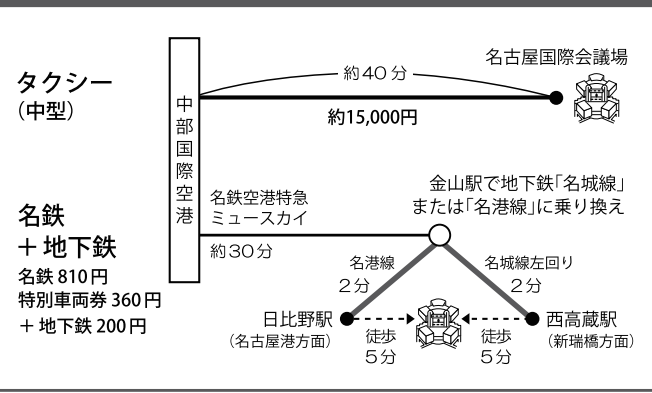 タクシー
（中型）
中部国際空港
約40分
約15,000円
名古屋国際会議場
名鉄
＋地下鉄
名鉄 810円
特別車両券 360円
＋地下鉄 200円
名鉄空港特急
ミュースカイ
約30分
金山駅で地下鉄「名城線」
または「名港線」に乗り換え
名港線
2分
名城線左回り
2分
日比野駅
（名古屋港方面）
徒歩
5分
徒歩
5分
西高蔵駅
（新瑞橋方面）